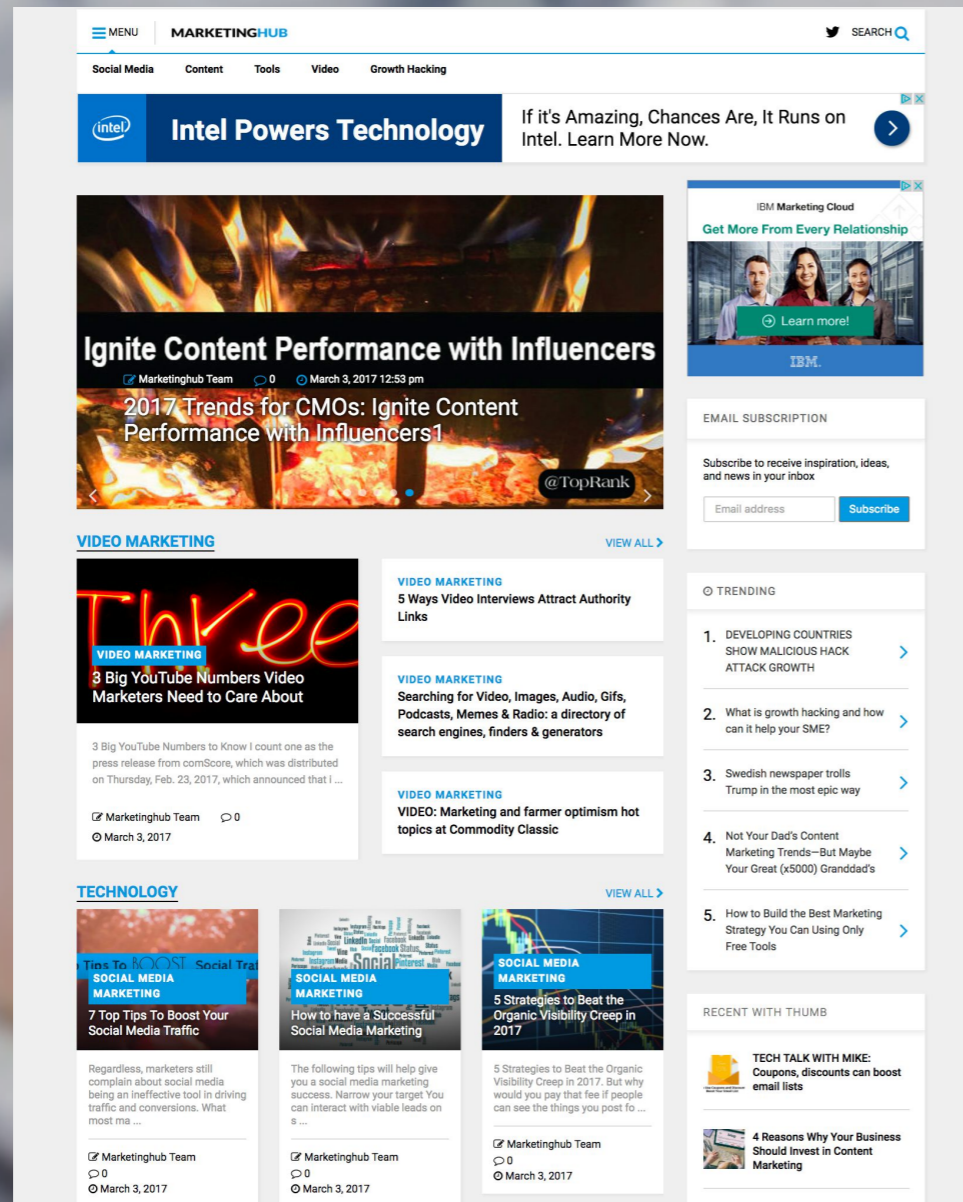 MENU
MARKETINGHUB
SEARCH
Social Media Content Tools Video Growth Hacking
intel
Intel Powers Technology
If it's Amazing, Chances Are, It Runs on
Intel. Learn More Now.
Ignite Content Performance with Influencers
Marketinghub Team 0 March 3, 2017 12:53 pm
2017 Trends for CMOs: Ignite Content
Performance with Influencers1
@TopRank
VIDEO MARKETING
VIEW ALL
Three
VIDEO MARKETING
3 Big YouTube Numbers Video
Marketers Need to Care About
3 Big YouTube Numbers to Know I count one as the
press release from comScore, which was distributed
on Thursday, Feb. 23, 2017, which announced that i ...
Marketinghub Team 0
March 3, 2017
VIDEO MARKETING
5 Ways Video Interviews Attract Authority
Links
VIDEO MARKETING
Searching for Video, Images, Audio, Gifs,
Podcasts, Memes & Radio: a directory of
search engines, finders & generators
VIDEO MARKETING
VIDEO: Marketing and farmer optimism hot
topics at Commodity Classic
TECHNOLOGY
VIEW ALL
Tips To BOOST Social
SOCIAL MEDIA
MARKETING
7 Top Tips To Boost Your
Social Media Traffic
Regardless, marketers still
complain about social media
being an ineffective tool in driving
traffic and conversions. What
most ma ...
Marketinghub Team
0
March 3, 2017
LinkedIn
Facebook
Instagram
Social
Pinterest
SOCIAL MEDIA
MARKETING
How to have a Successful
Social Media Marketing
The following tips will help give
you a social media marketing
success. Narrow your target You
can interact with viable leads on
s ...
Marketinghub Team
0
March 3, 2017
SOCIAL MEDIA
MARKETING
5 Strategies to Beat the
Organic Visibility Creep in
2017
5 Strategies to Beat the Organic
Visibility Creep in 2017. But why
would you pay that fee if people
can see the things you post fo ...
Marketinghub Team
0
March 3, 2017
IBM Marketing Cloud
Get More From Every Relationship
Learn more!
IBM.
EMAIL SUBSCRIPTION
Subscribe to receive inspiration, ideas,
and news in your inbox
Email address
Subscribe
TRENDING
1. DEVELOPING COUNTRIES
SHOW MALICIOUS HACK
ATTACK GROWTH
2. What is growth hacking and how
can it help your SME?
3. Swedish newspaper trolls
Trump in the most epic way
4. Not Your Dad's Content
Marketing Trends—But Maybe
Your Great (x5000) Granddad's
5. How to Build the Best Marketing
Strategy You Can Using Only
Free Tools
RECENT WITH THUMB
TECH TALK WITH MIKE:
Coupons, discounts can boost
email lists
4 Reasons Why Your Business
Should Invest in Content
Marketing